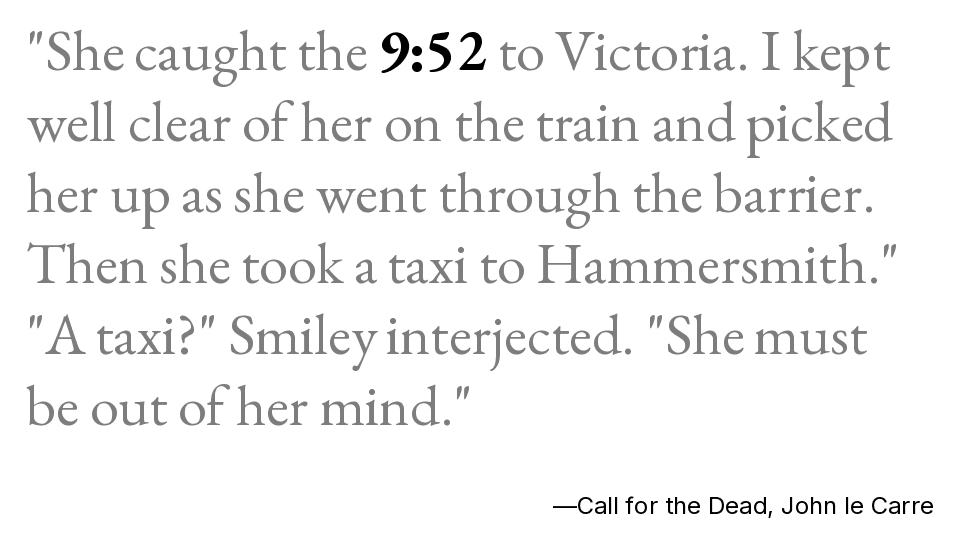 "She caught the 9:52 to Victoria. I kept
well clear of her on the train and picked
her up as she went through the barrier.
Then she took a taxi to Hammersmith."
"A taxi?" Smiley interjected. "She must
be out of her mind."
—Call for the Dead, John le Carre